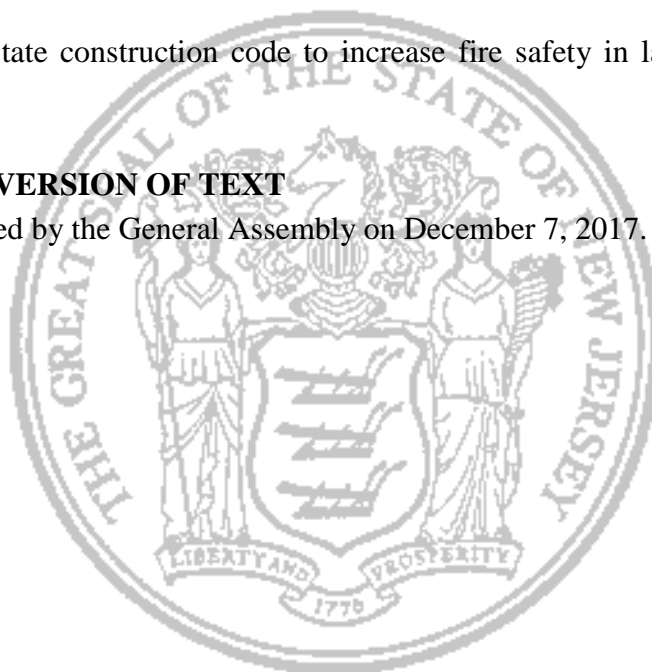 tate construction code to increase fire safety in la
VERSION OF TEXT
ed by the General Assembly on December 7, 2017.
THE GREAT SEAL OF THE STATE OF NEW JERSEY
LIBERTY AND PROSPERITY
1776